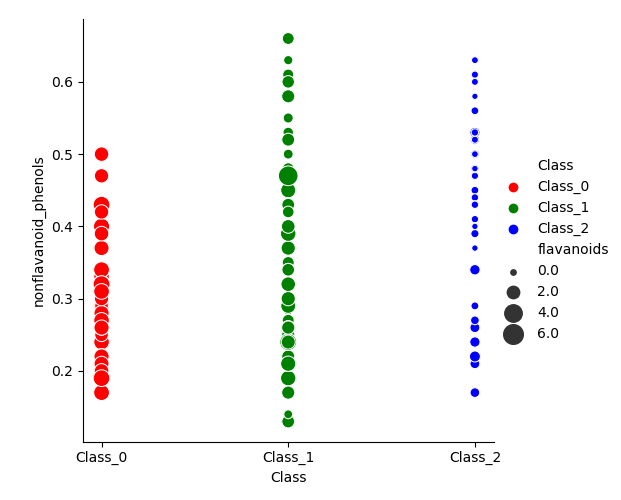 nonflavanoid_phenols
0.6
0.5
0.4
0.3
0.2
Class_0
Class_1
Class_2
Class
Class
Class_0
Class_1
Class_2
flavanoids
0.0
2.0
4.0
6.0